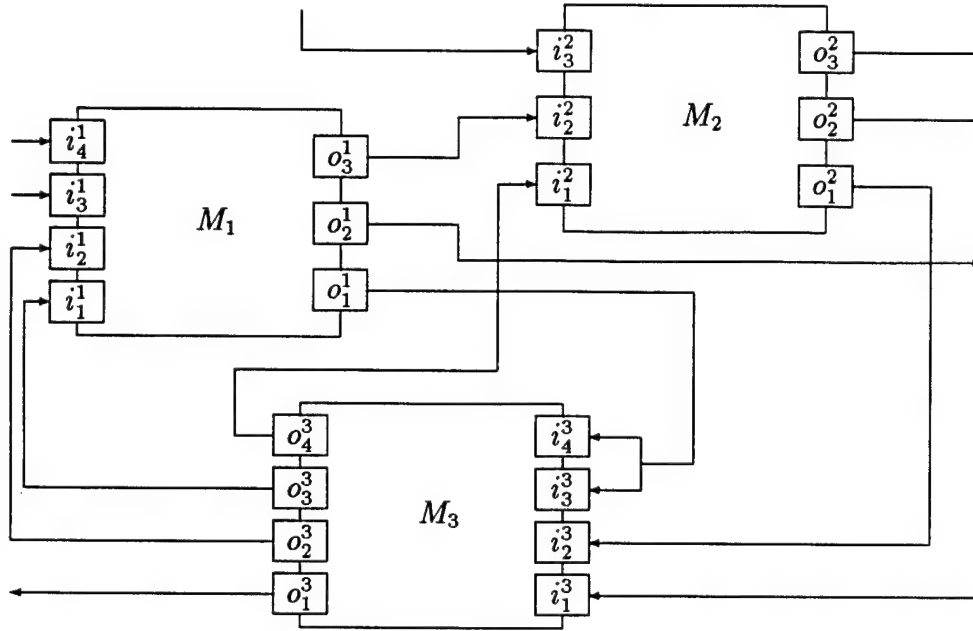 i_3^2 o_3^2
i_2^2 M_2 o_2^2
i_4^1 o_3^1
i_1^2 o_1^2
i_3^1 M_1 o_2^1
i_2^1
i_1^1 o_1^1
o_4^3 i_4^3
o_3^3 M_3 i_3^3
o_2^3 i_2^3
o_1^3 i_1^3